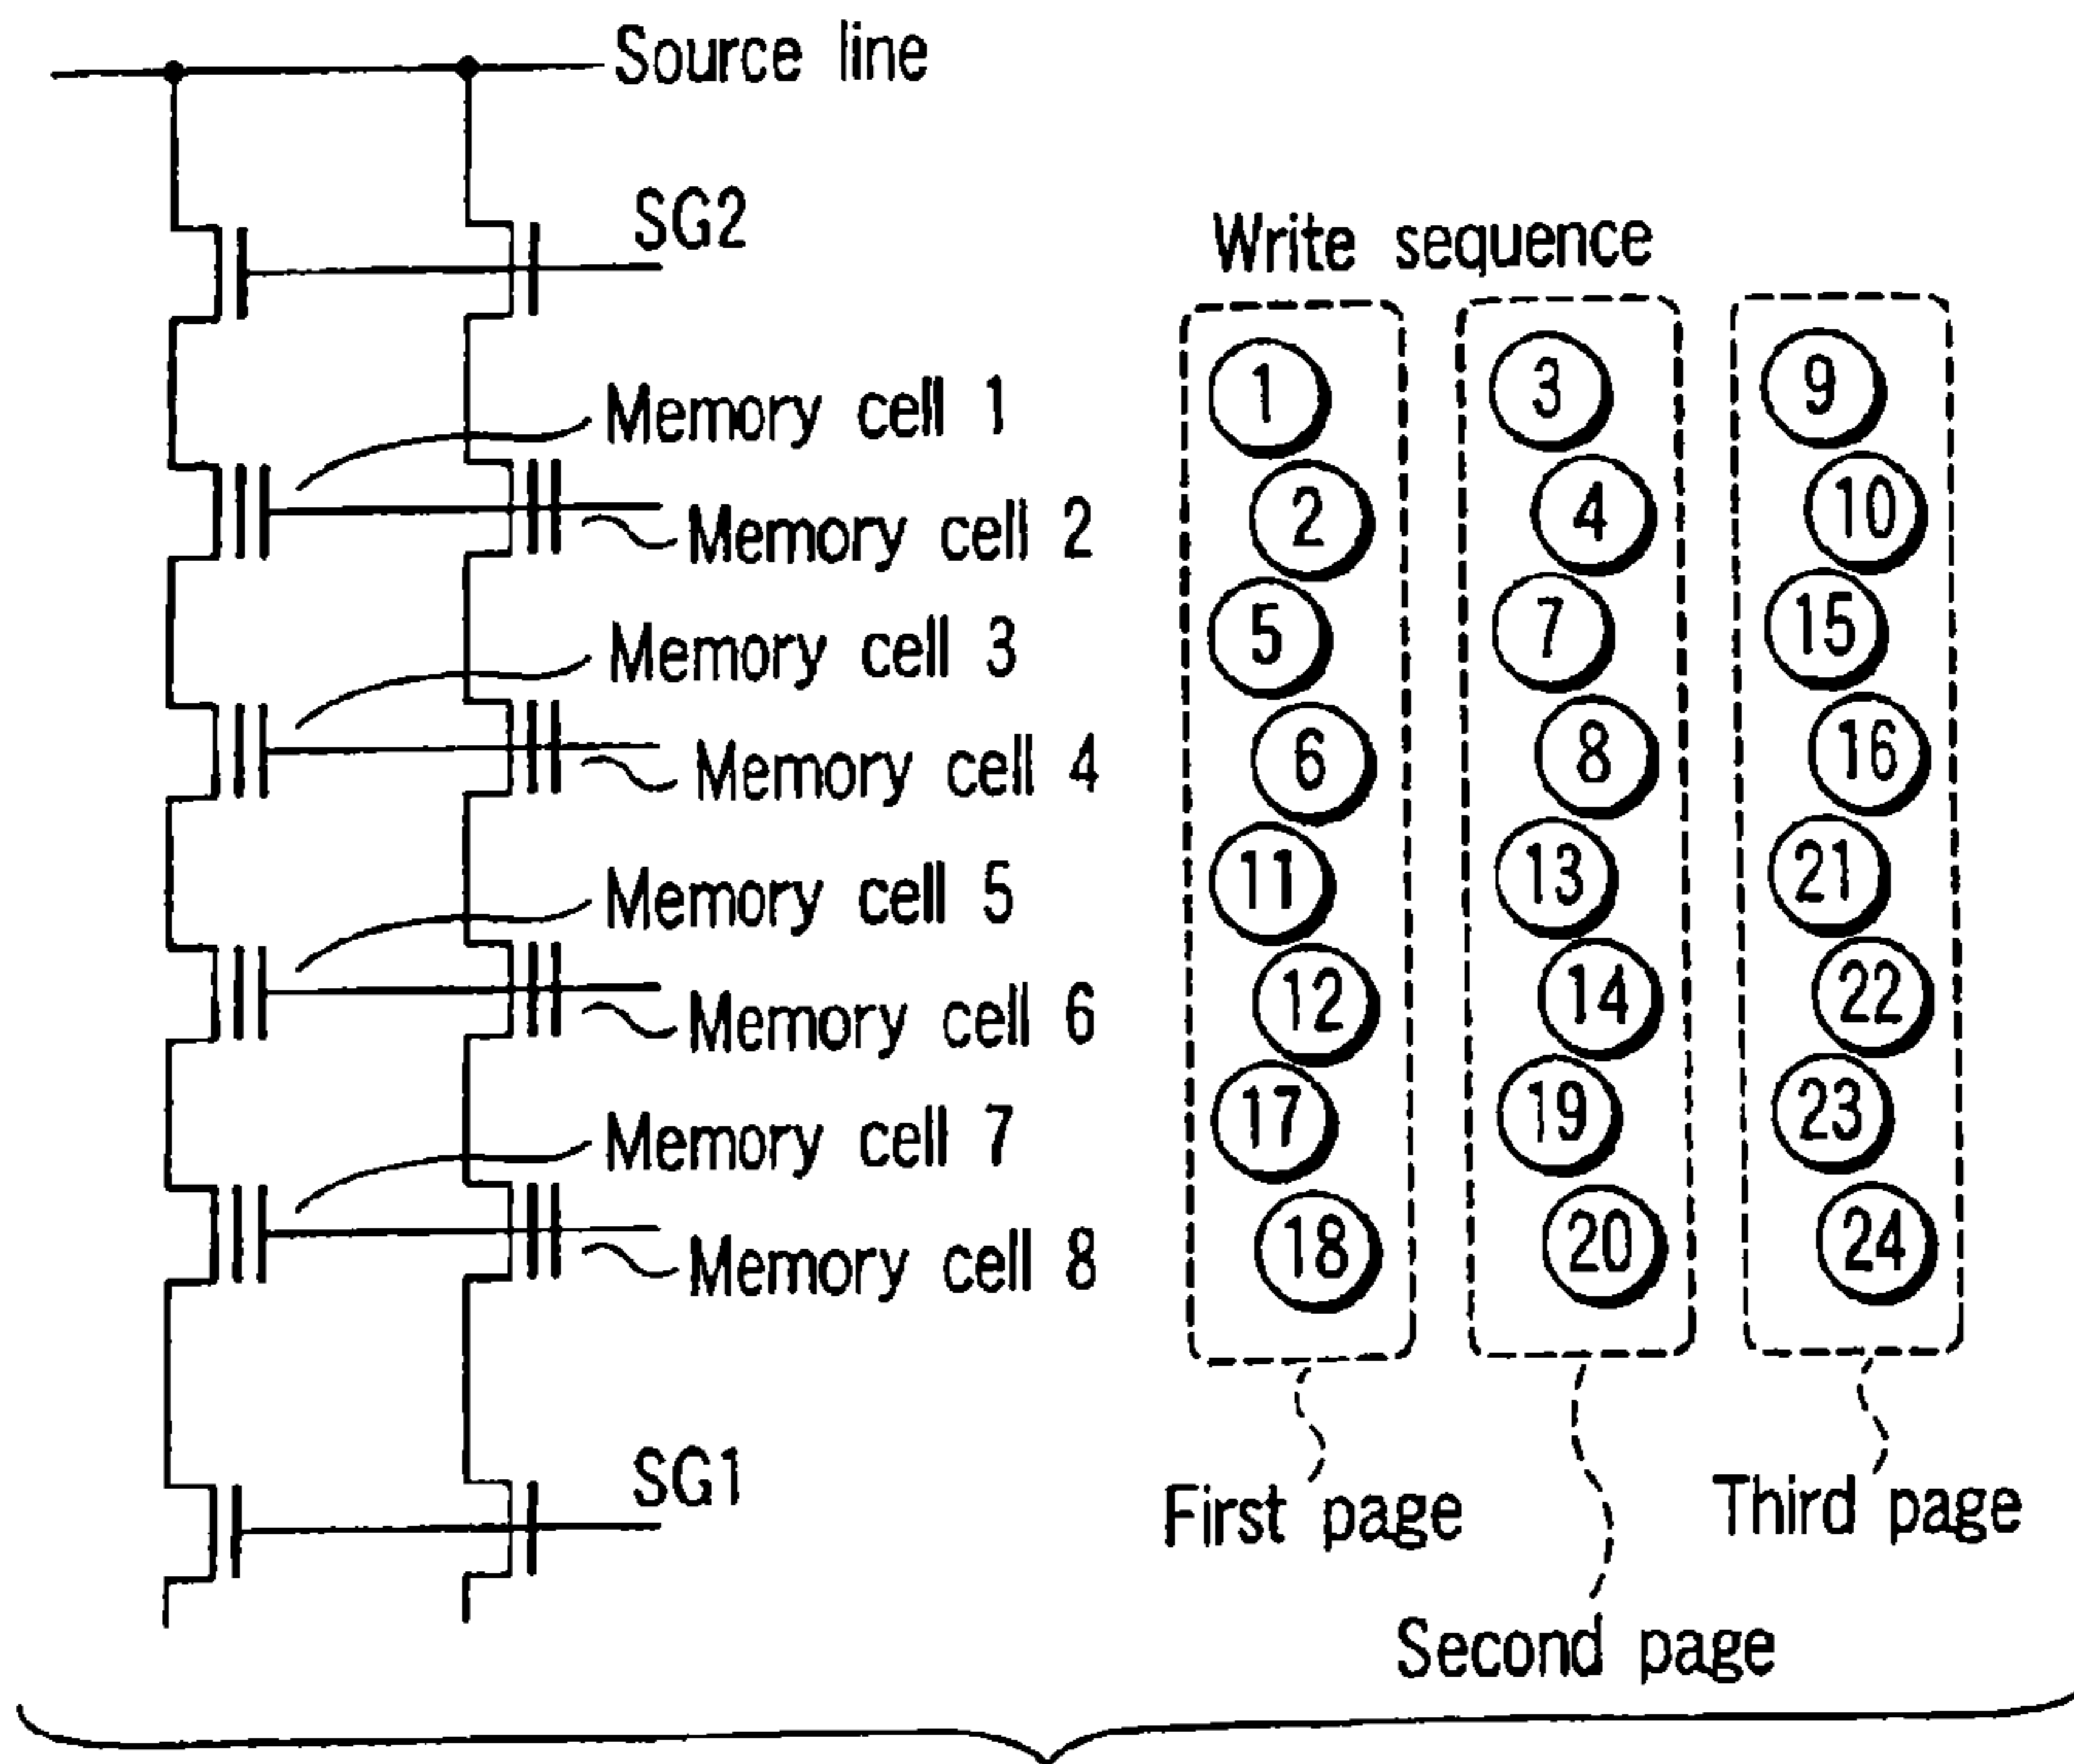 Source line
SG2
Write sequence
Memory cell 1
Memory cell 2
Memory cell 3
Memory cell 4
Memory cell 5
Memory cell 6
Memory cell 7
Memory cell 8
SG1
1 3 9
2 4 10
5 7 15
6 8 16
11 13 21
12 14 22
17 19 23
18 20 24
First page
Second page
Third page